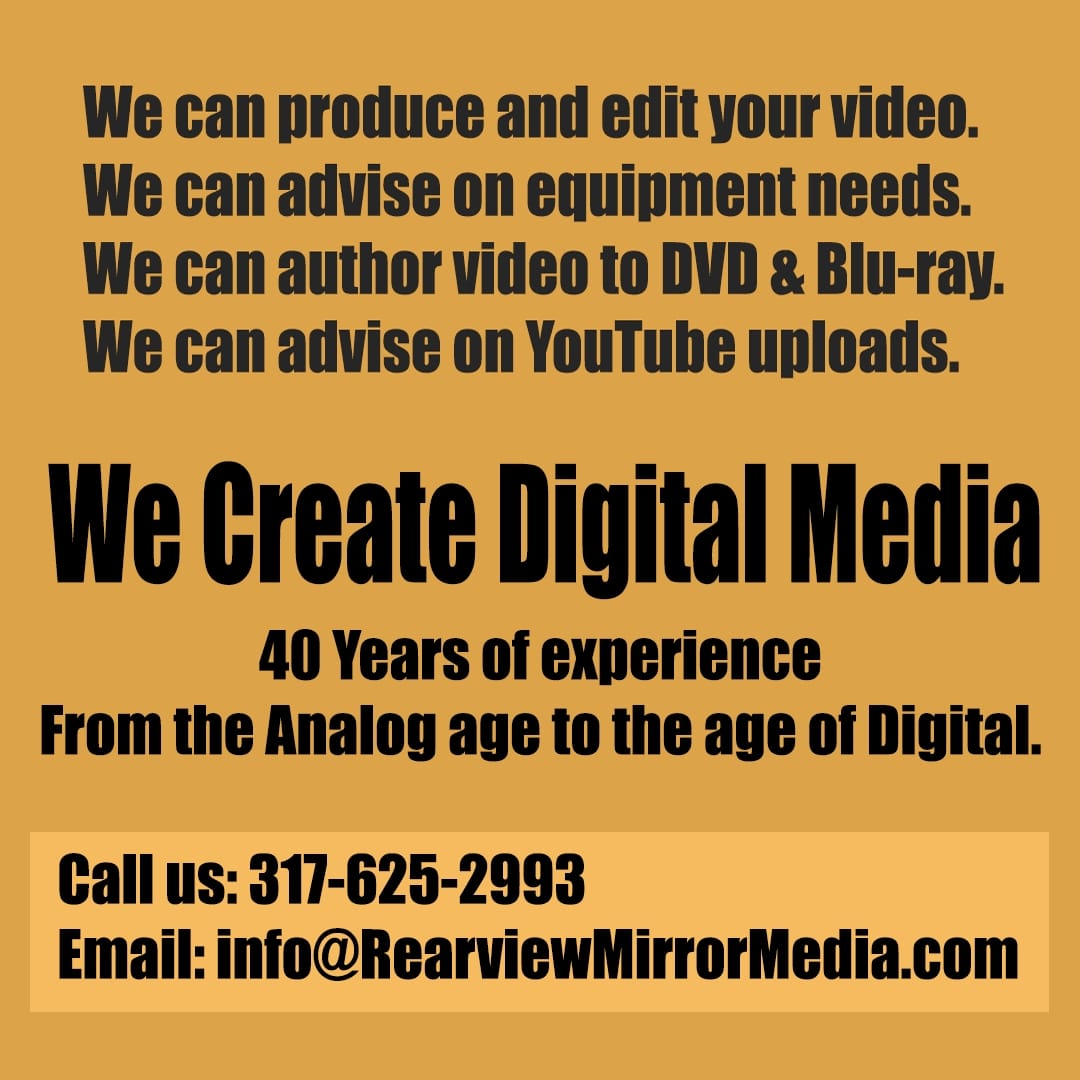 We can produce and edit your video.
We can advise on equipment needs.
We can author video to DVD & Blu-ray.
We can advise on YouTube uploads.
We Create Digital Media
40 Years of experience
From the Analog age to the age of Digital.
Call us: 317-625-2993
Email: info@RearviewMirrorMedia.com